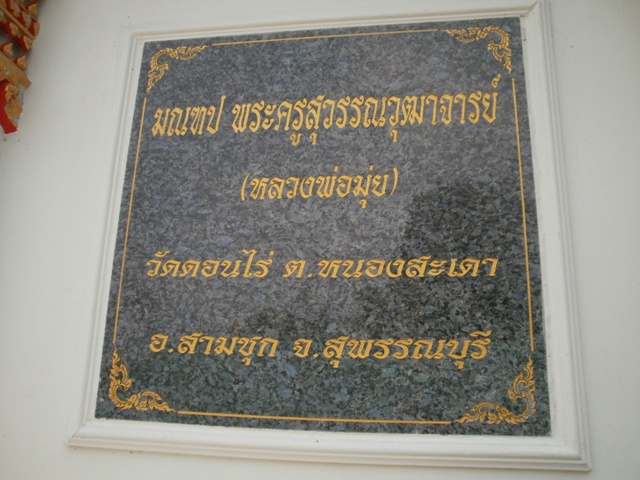 มณฑป พระครูสุวรรณวุฒาจารย์
(หลวงพ่อมุ่ย)
วัดดอนไร่ ต.หนองสะเดา
อ.สามชุก จ.สุพรรณบุรี